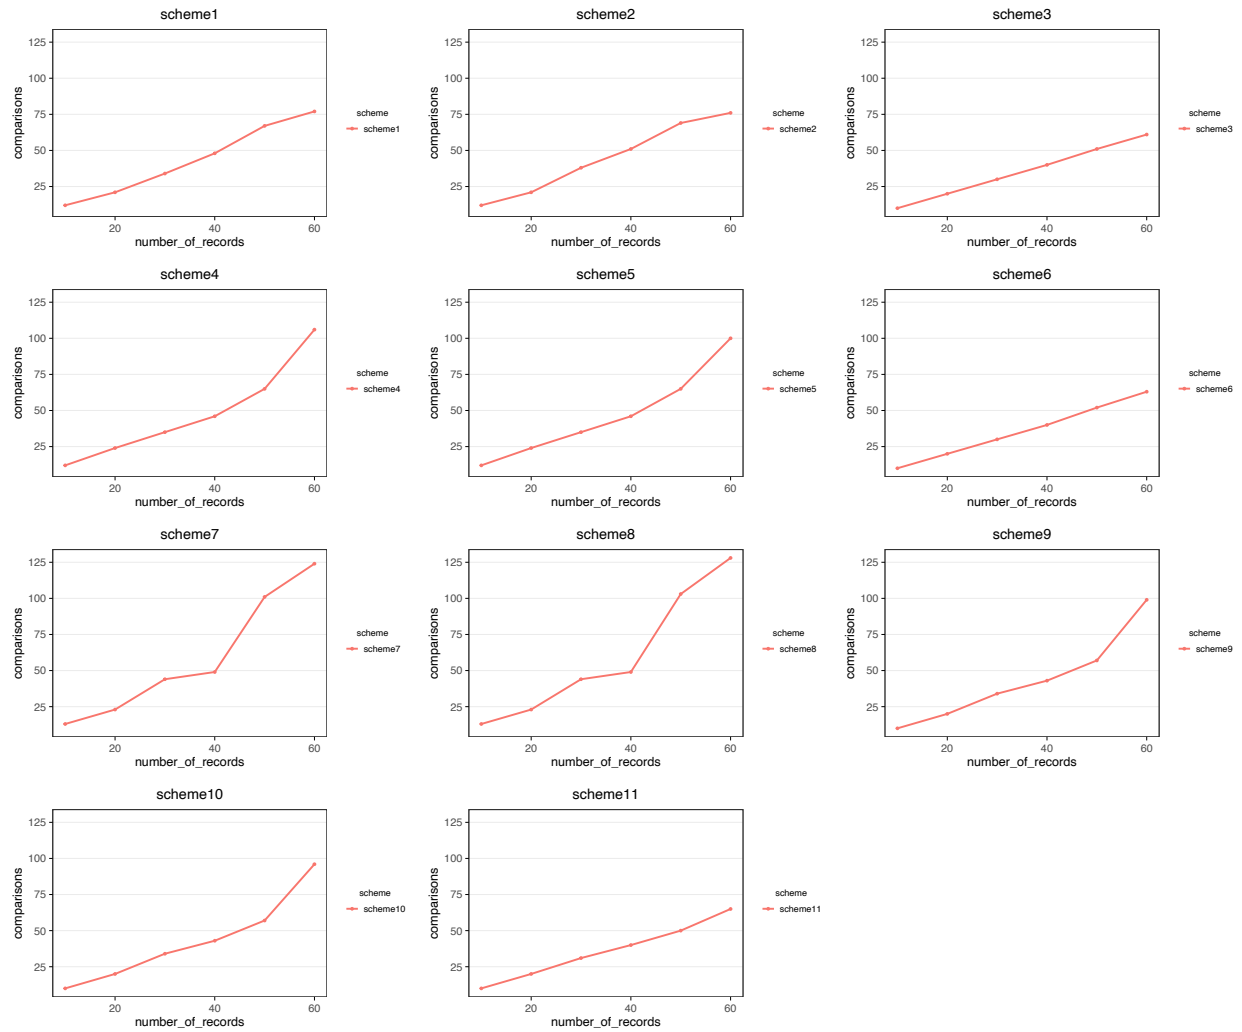 scheme1
125
100
75
50
25
comparisons
20 40 60
number_of_records
scheme
scheme1
scheme2
125
100
75
50
25
comparisons
20 40 60
number_of_records
scheme
scheme2
scheme3
125
100
75
50
25
comparisons
20 40 60
number_of_records
scheme
scheme3
scheme4
125
100
75
50
25
comparisons
20 40 60
number_of_records
scheme
scheme4
scheme5
125
100
75
50
25
comparisons
20 40 60
number_of_records
scheme
scheme5
scheme6
125
100
75
50
25
comparisons
20 40 60
number_of_records
scheme
scheme6
scheme7
125
100
75
50
25
comparisons
20 40 60
number_of_records
scheme
scheme7
scheme8
125
100
75
50
25
comparisons
20 40 60
number_of_records
scheme
scheme8
scheme9
125
100
75
50
25
comparisons
20 40 60
number_of_records
scheme
scheme9
scheme10
125
100
75
50
25
comparisons
20 40 60
number_of_records
scheme
scheme10
scheme11
125
100
75
50
25
comparisons
20 40 60
number_of_records
scheme
scheme11